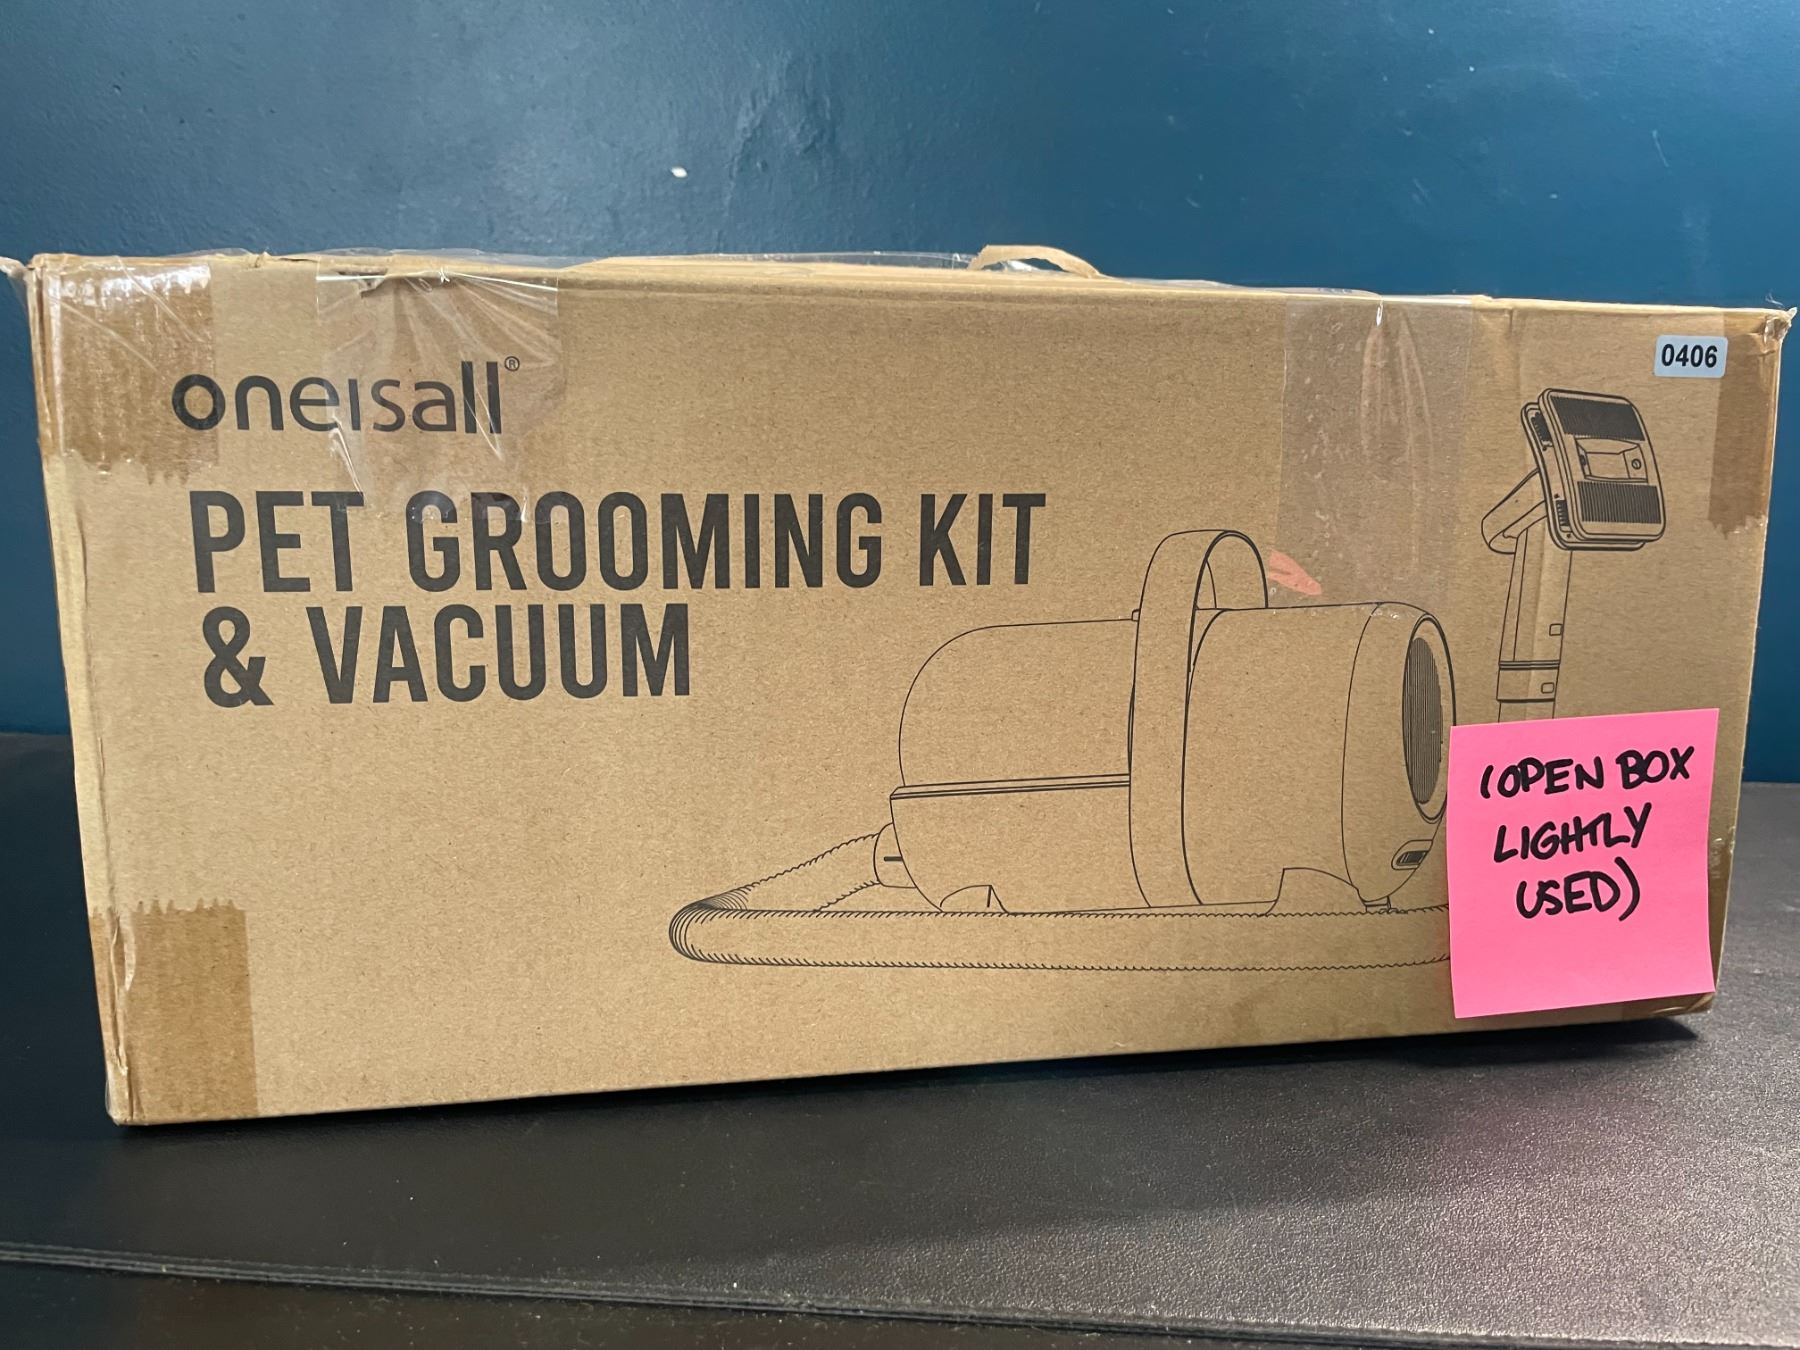 oneisall®
PET GROOMING KIT
& VACUUM
0406
(OPEN BOX
LIGHTLY
USED)